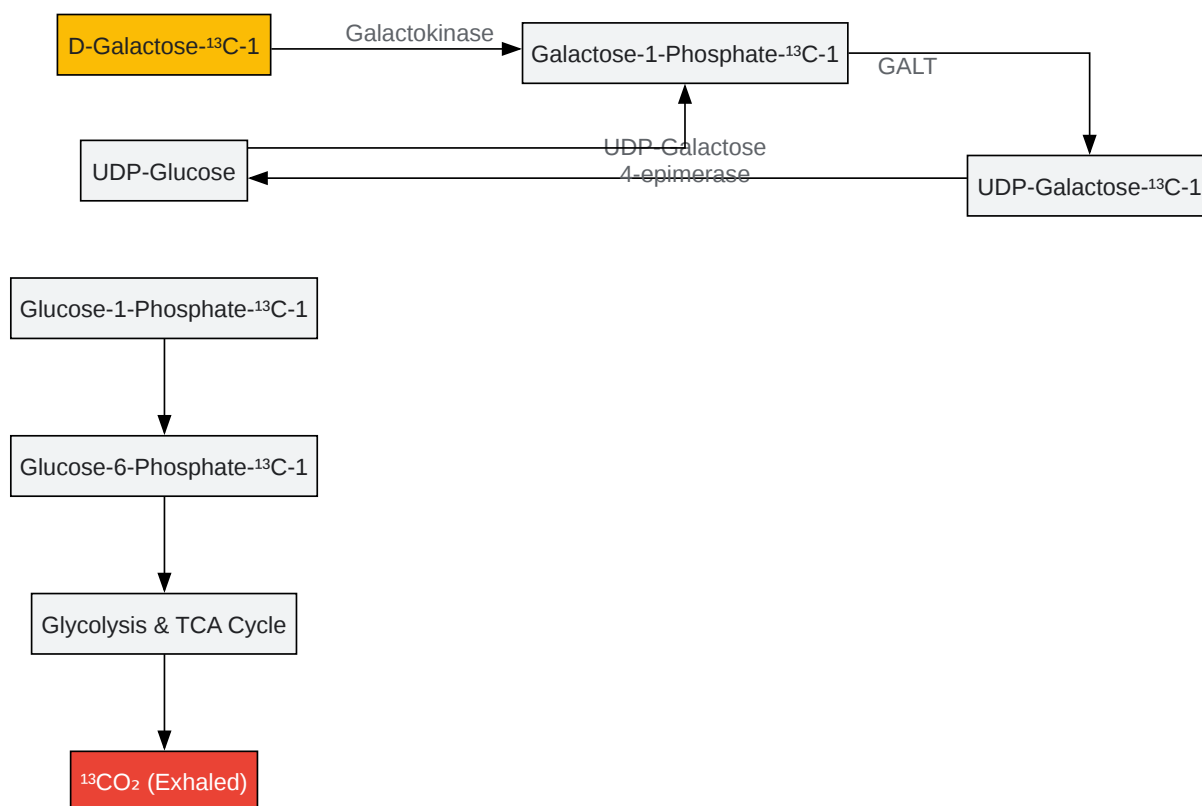 D-Galactose-¹³C-1
Galactokinase
Galactose-1-Phosphate-¹³C-1
GALT
UDP-Glucose
UDP-Galactose
4-epimerase
UDP-Galactose-¹³C-1
Glucose-1-Phosphate-¹³C-1
Glucose-6-Phosphate-¹³C-1
Glycolysis & TCA Cycle
¹³CO₂ (Exhaled)